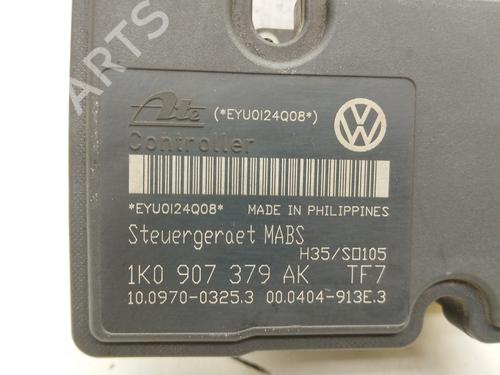 ARTS
Ate (*EYU0124Q08*)
Controller
*EYU0124Q08* MADE IN PHILIPPINES
Steuergeraet MABS
H35/S□105
1K0 907 379 AK TF7
10.0970-0325.3 00.0404-913E.3